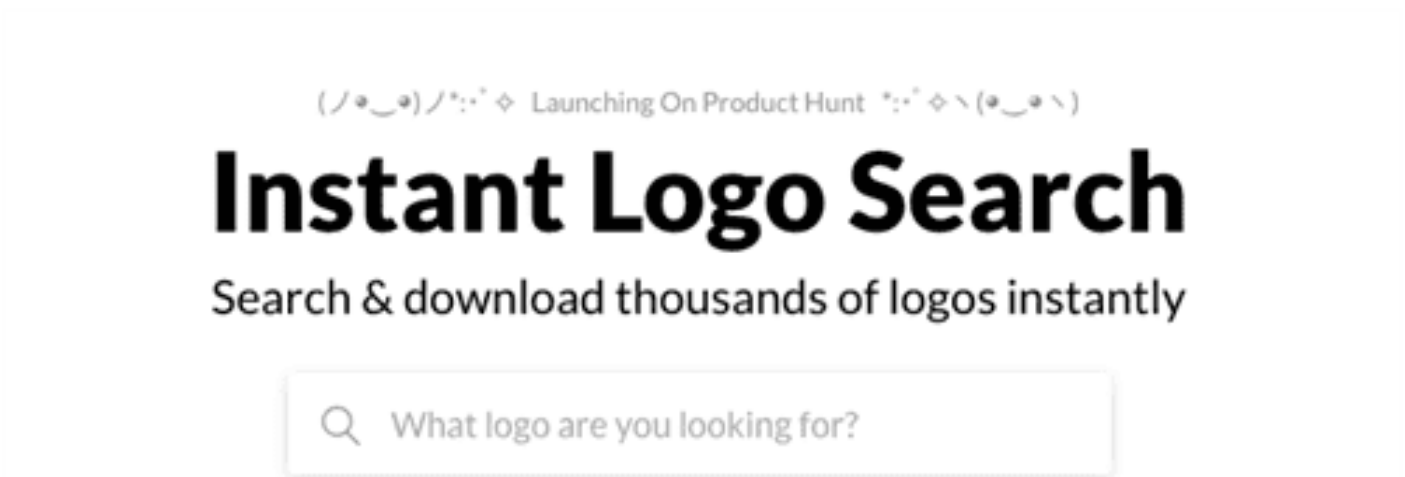 (ノ◕‿◕)ノ*:･ﾟ✧ Launching On Product Hunt *:･ﾟ✧ヽ(◕‿◕ヽ)
Instant Logo Search
Search & download thousands of logos instantly
What logo are you looking for?